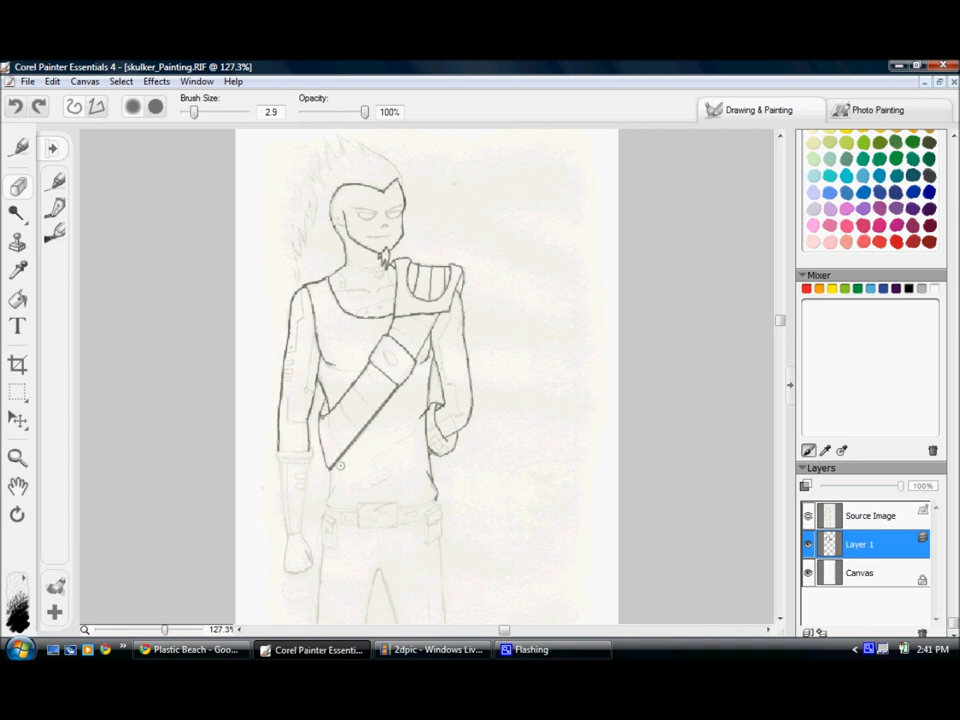 Corel Painter Essentials 4 - [skulker_Painting.RIF @ 127.3%]
File Edit Canvas Select Effects Window Help
Brush Size: 2.9 Opacity: 100%
Drawing & Painting Photo Painting
Mixer
Layers
100%
Source Image
Layer 1
Canvas
127.3%
Plastic Beach - Goo... Corel Painter Essenti... 2dpic - Windows Liv... Flashing 2:41 PM